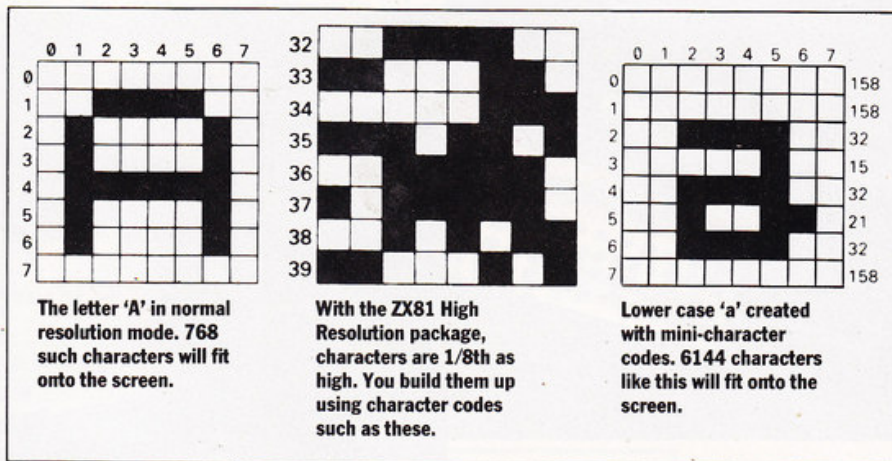 0 1 2 3 4 5 6 7
0
1
2
3
4
5
6
7
The letter ‘A’ in normal
resolution mode. 768
such characters will fit
onto the screen.
32
33
34
35
36
37
38
39
With the ZX81 High
Resolution package,
characters are 1/8th as
high. You build them up
using character codes
such as these.
0 1 2 3 4 5 6 7
0 158
1 158
2 32
3 15
4 32
5 21
6 32
7 158
Lower case ‘a’ created
with mini-character
codes. 6144 characters
like this will fit onto the
screen.